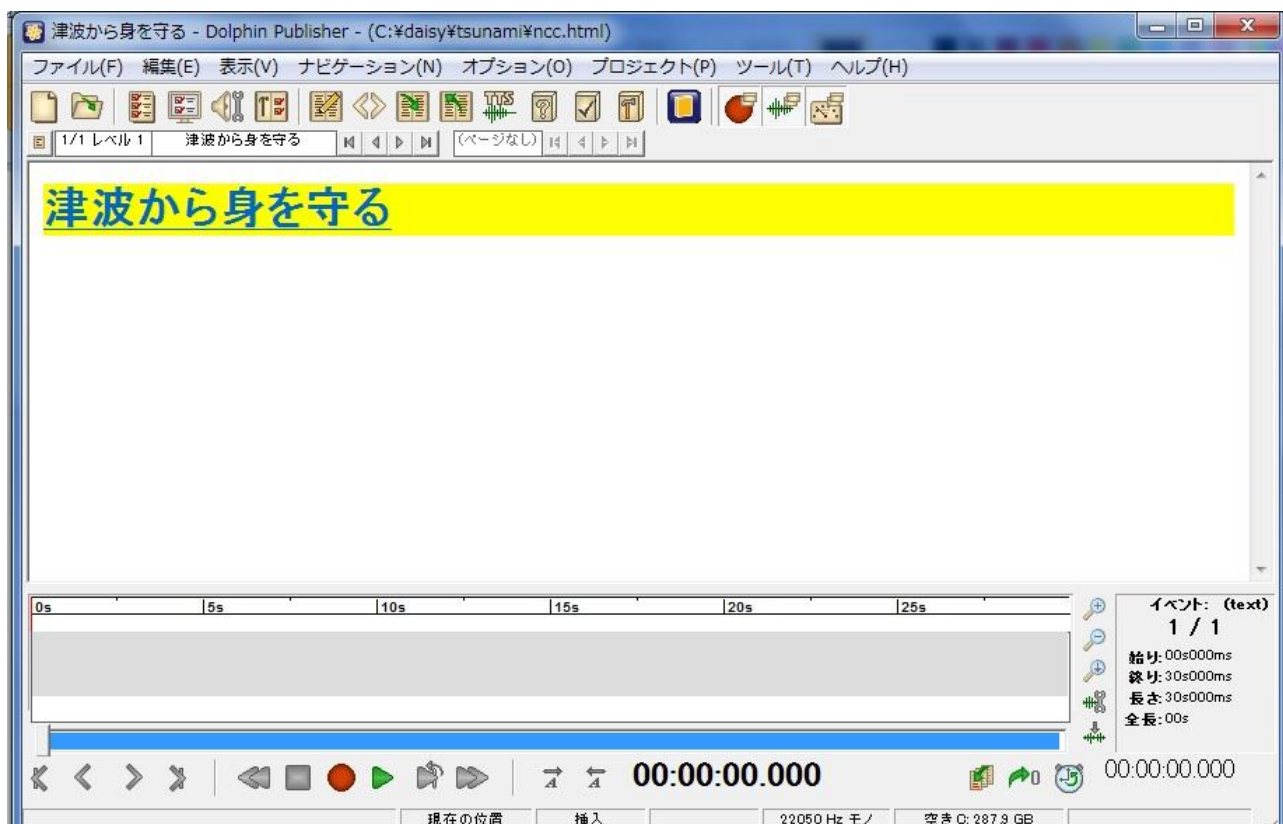 津波から身を守る - Dolphin Publisher - (C:¥daisy¥tsunami¥ncc.html)
ファイル(F) 編集(E) 表示(V) ナビゲーション(N) オプション(O) プロジェクト(P) ツール(T) ヘルプ(H)
1/1 レベル 1 津波から身を守る (ページなし)
津波から身を守る
0s 5s 10s 15s 20s 25s
イベント: (text)
1 / 1
始り: 00s000ms
終り: 30s000ms
長さ: 30s000ms
全長: 00s
00:00:00.000 0 00:00:00.000
現在の位置 挿入 22050 Hz モノ 空き C: 287.9 GB